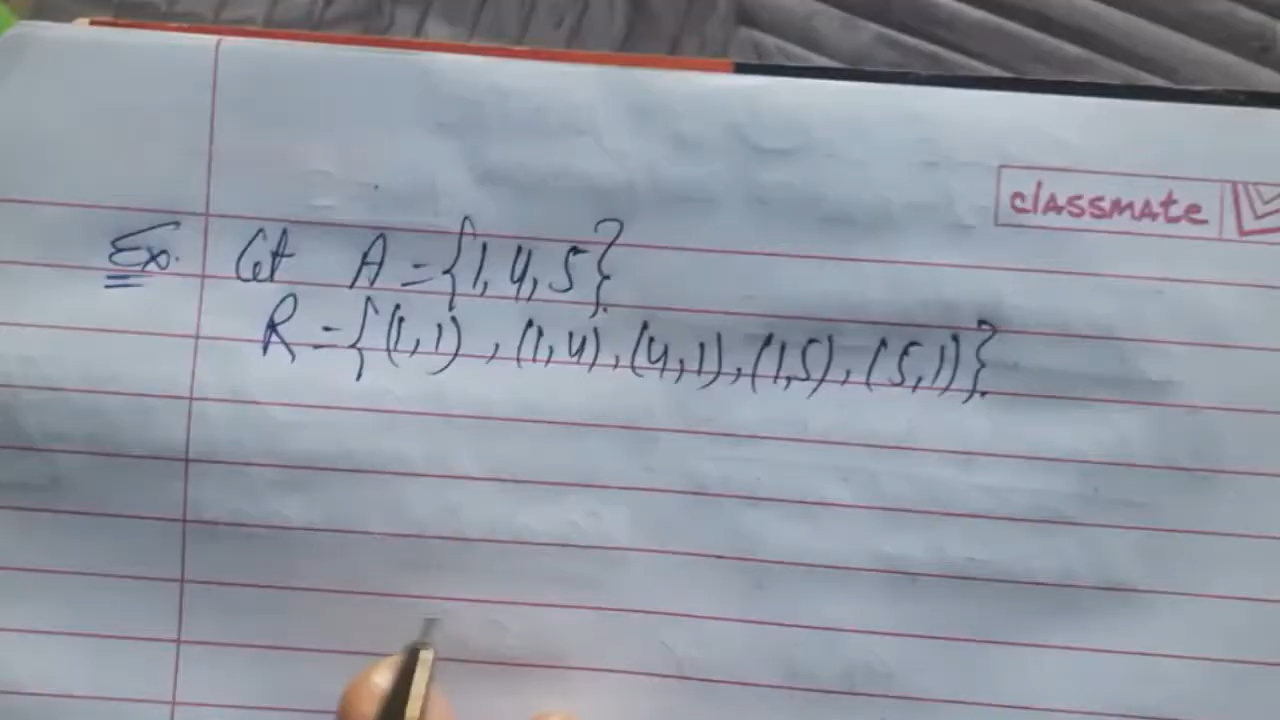 classmate
Ex. Let A = {1, 4, 5}
R = {(1, 1), (1, 4), (4, 1), (1, 5), (5, 1)}